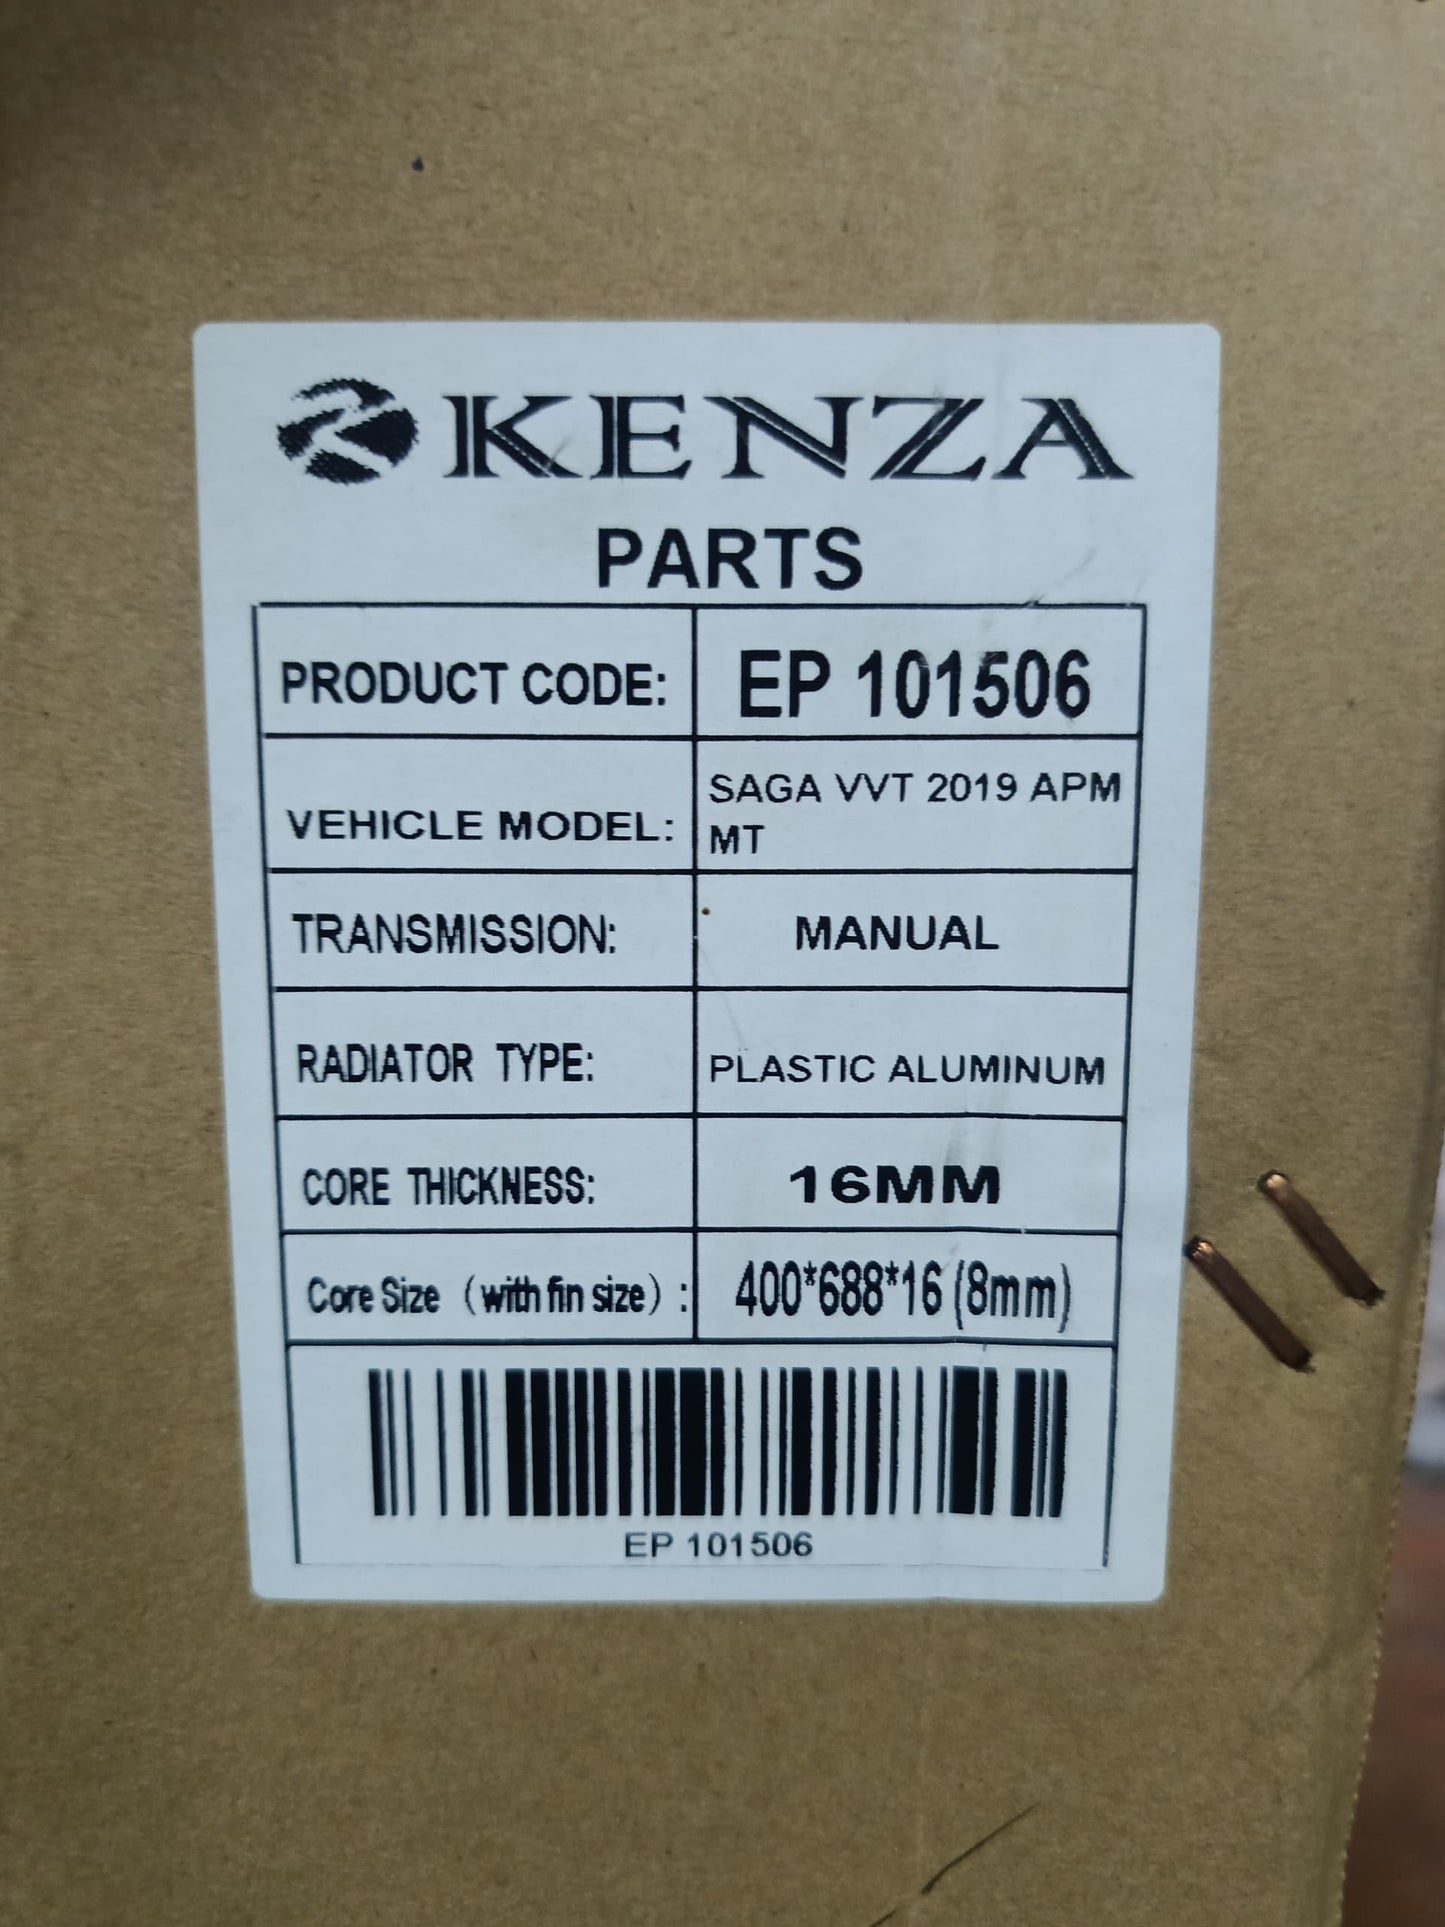 KENZA
PARTS
PRODUCT CODE: EP 101506
VEHICLE MODEL: SAGA VVT 2019 APM
MT
TRANSMISSION: MANUAL
RADIATOR TYPE: PLASTIC ALUMINUM
CORE THICKNESS: 16MM
Core Size（with fin size）: 400*688*16 (8mm)
EP 101506